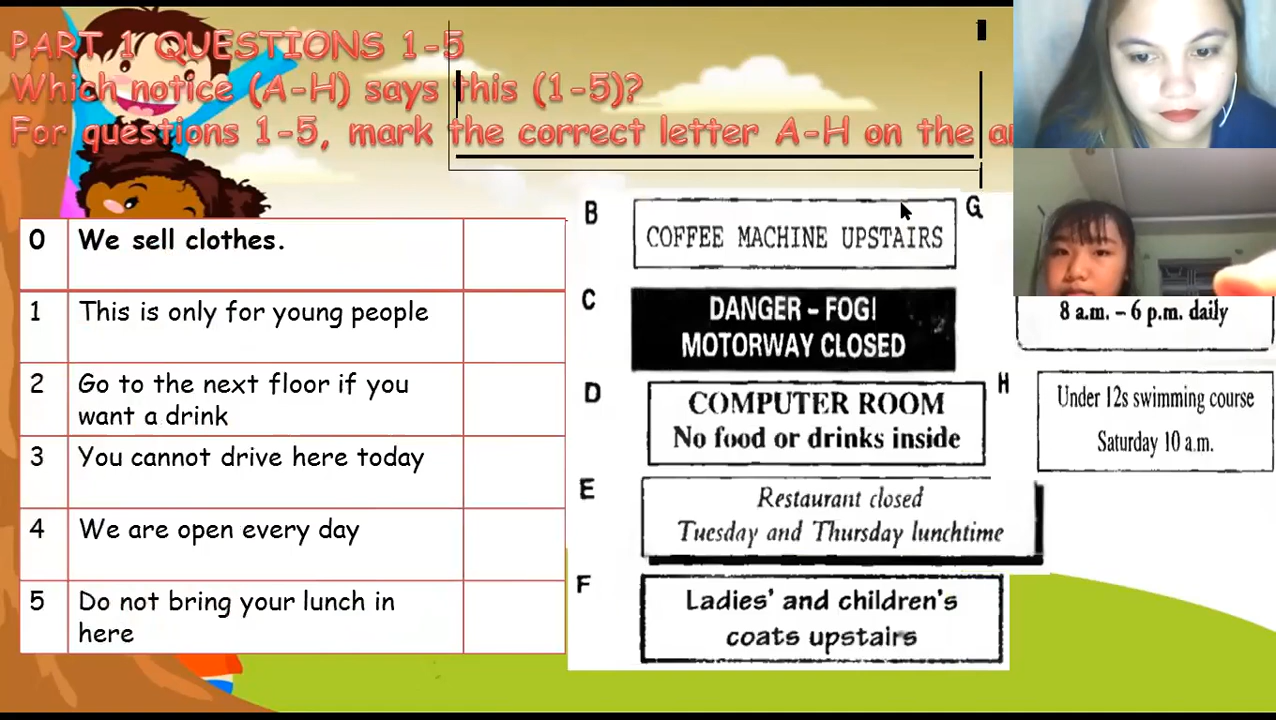 PART 1 QUESTIONS 1-5
Which notice (A-H) says this (1-5)?
For questions 1-5, mark the correct letter A-H on the
0 We sell clothes.
1 This is only for young people
2 Go to the next floor if you
want a drink
3 You cannot drive here today
4 We are open every day
5 Do not bring your lunch in
here
B
COFFEE MACHINE UPSTAIRS
C
DANGER – FOG!
MOTORWAY CLOSED
D
COMPUTER ROOM
No food or drinks inside
E
Restaurant closed
Tuesday and Thursday lunchtime
F
Ladies' and children's
coats upstairs
G
8 a.m. – 6 p.m. daily
H
Under 12s swimming course
Saturday 10 a.m.